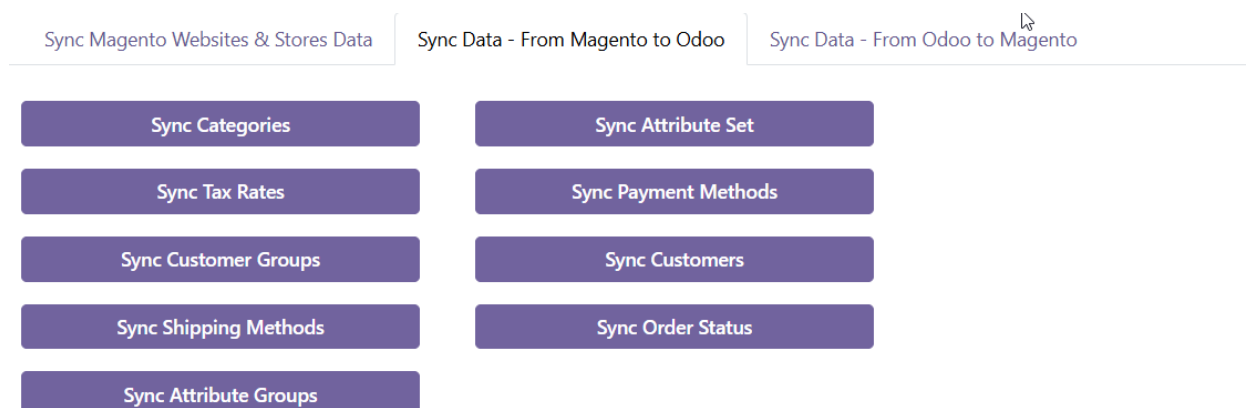 Sync Magento Websites & Stores Data
Sync Data - From Magento to Odoo
Sync Data - From Odoo to Magento
Sync Categories
Sync Attribute Set
Sync Tax Rates
Sync Payment Methods
Sync Customer Groups
Sync Customers
Sync Shipping Methods
Sync Order Status
Sync Attribute Groups